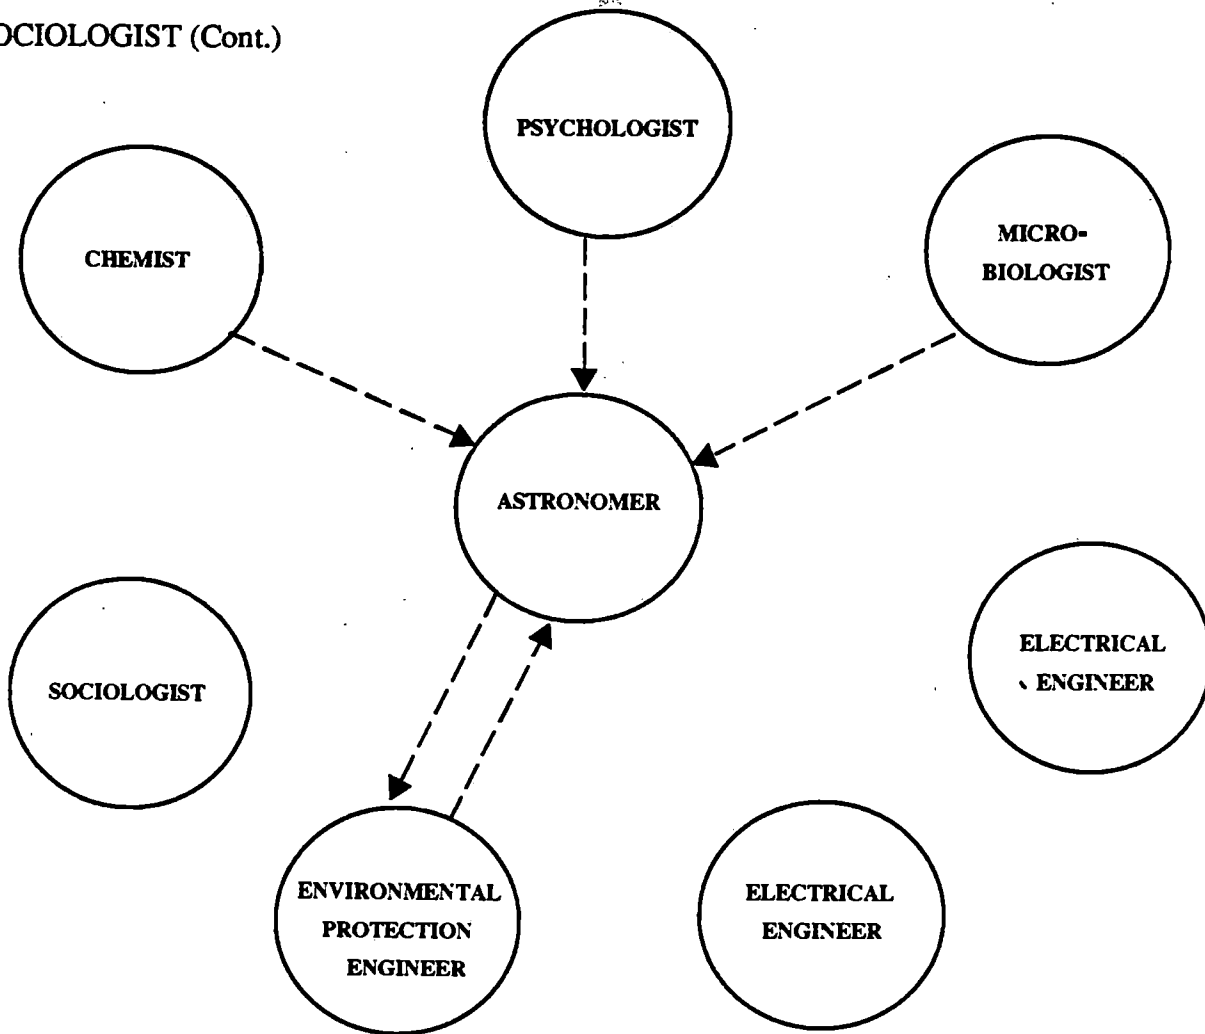 OCIOLOGIST (Cont.)
PSYCHOLOGIST
CHEMIST
MICRO-
BIOLOGIST
ASTRONOMER
SOCIOLOGIST
ELECTRICAL
ENGINEER
ENVIRONMENTAL
PROTECTION
ENGINEER
ELECTRICAL
ENGINEER